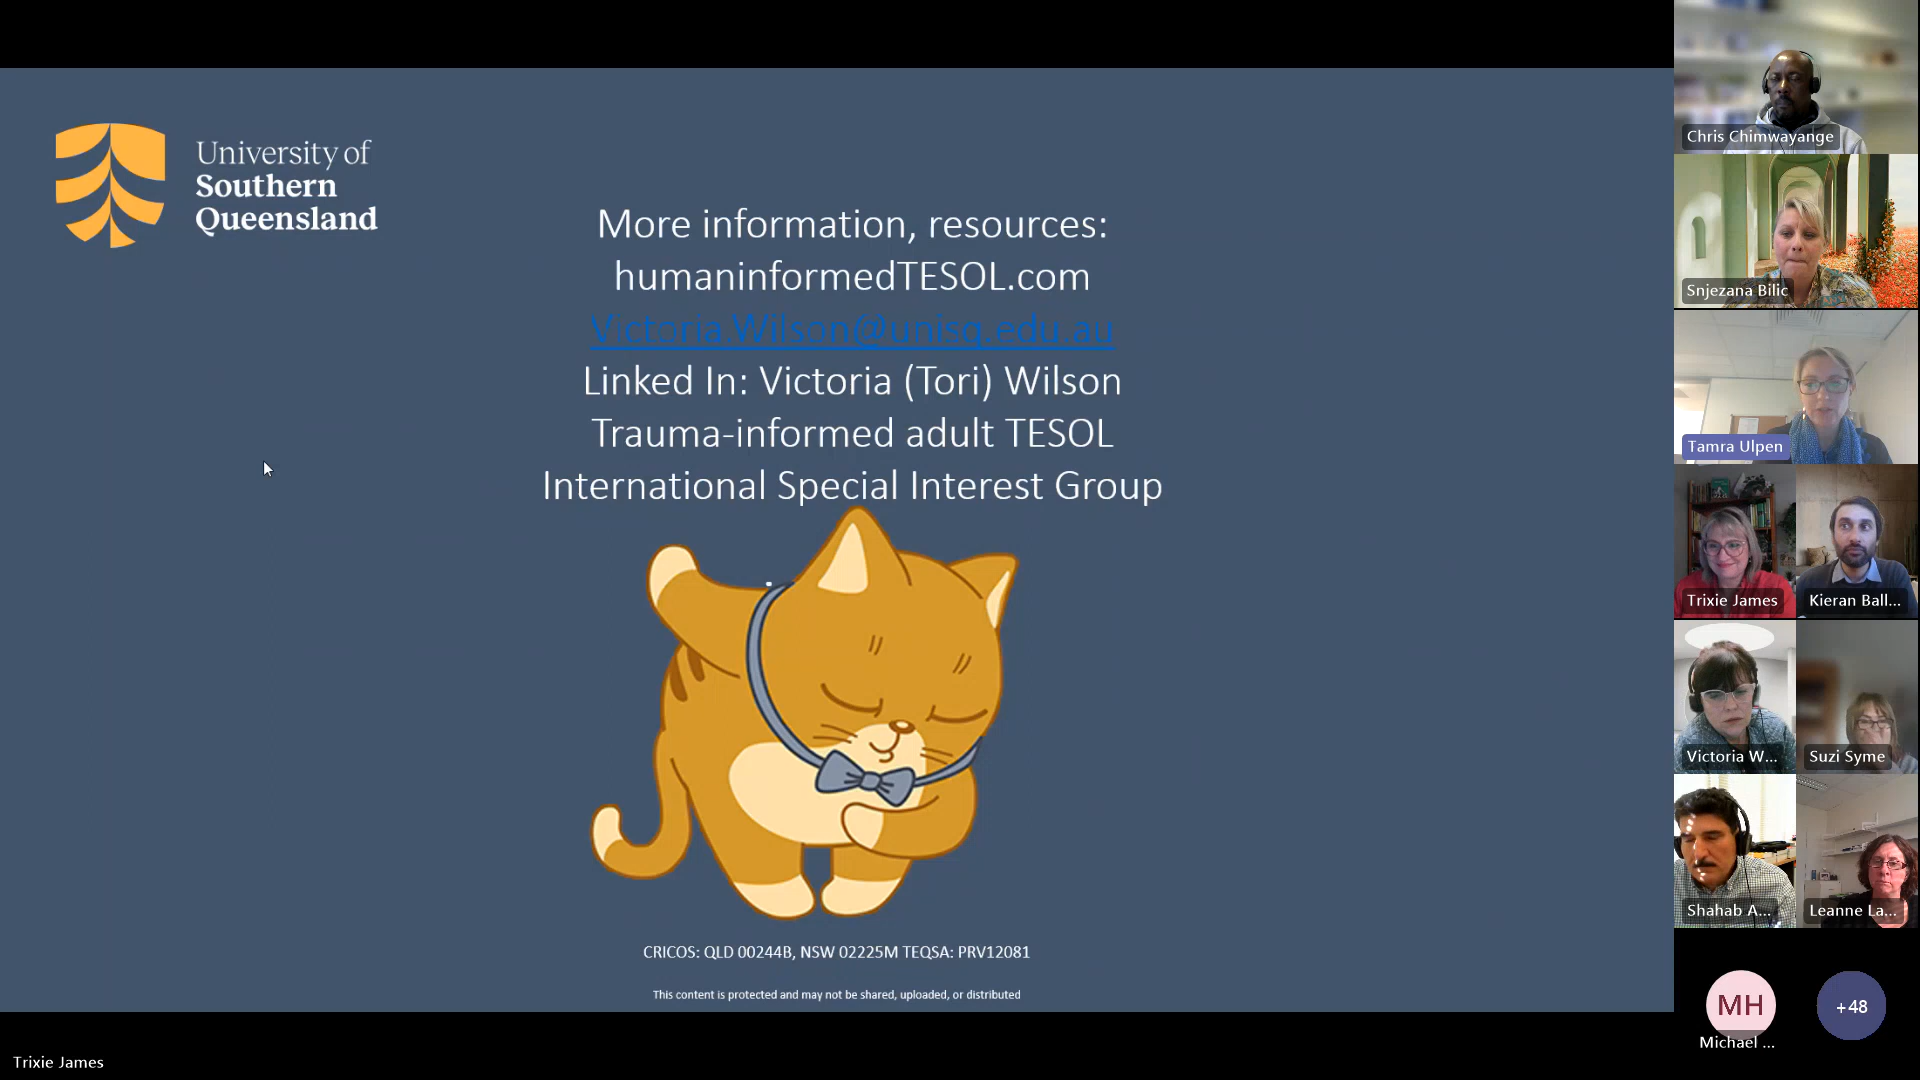 University of
Southern
Queensland
More information, resources:
humaninformedTESOL.com
Victoria.Wilson@unisq.edu.au
Linked In: Victoria (Tori) Wilson
Trauma-informed adult TESOL
International Special Interest Group
CRICOS: QLD 00244B, NSW 02225M TEQSA: PRV12081
This content is protected and may not be shared, uploaded, or distributed
Trixie James
Chris Chimwayange
Snjezana Bilic
Tamra Ulpen
Trixie James
Kieran Ball...
Victoria W...
Suzi Syme
Shahab A...
Leanne La...
MH
Michael ...
+48